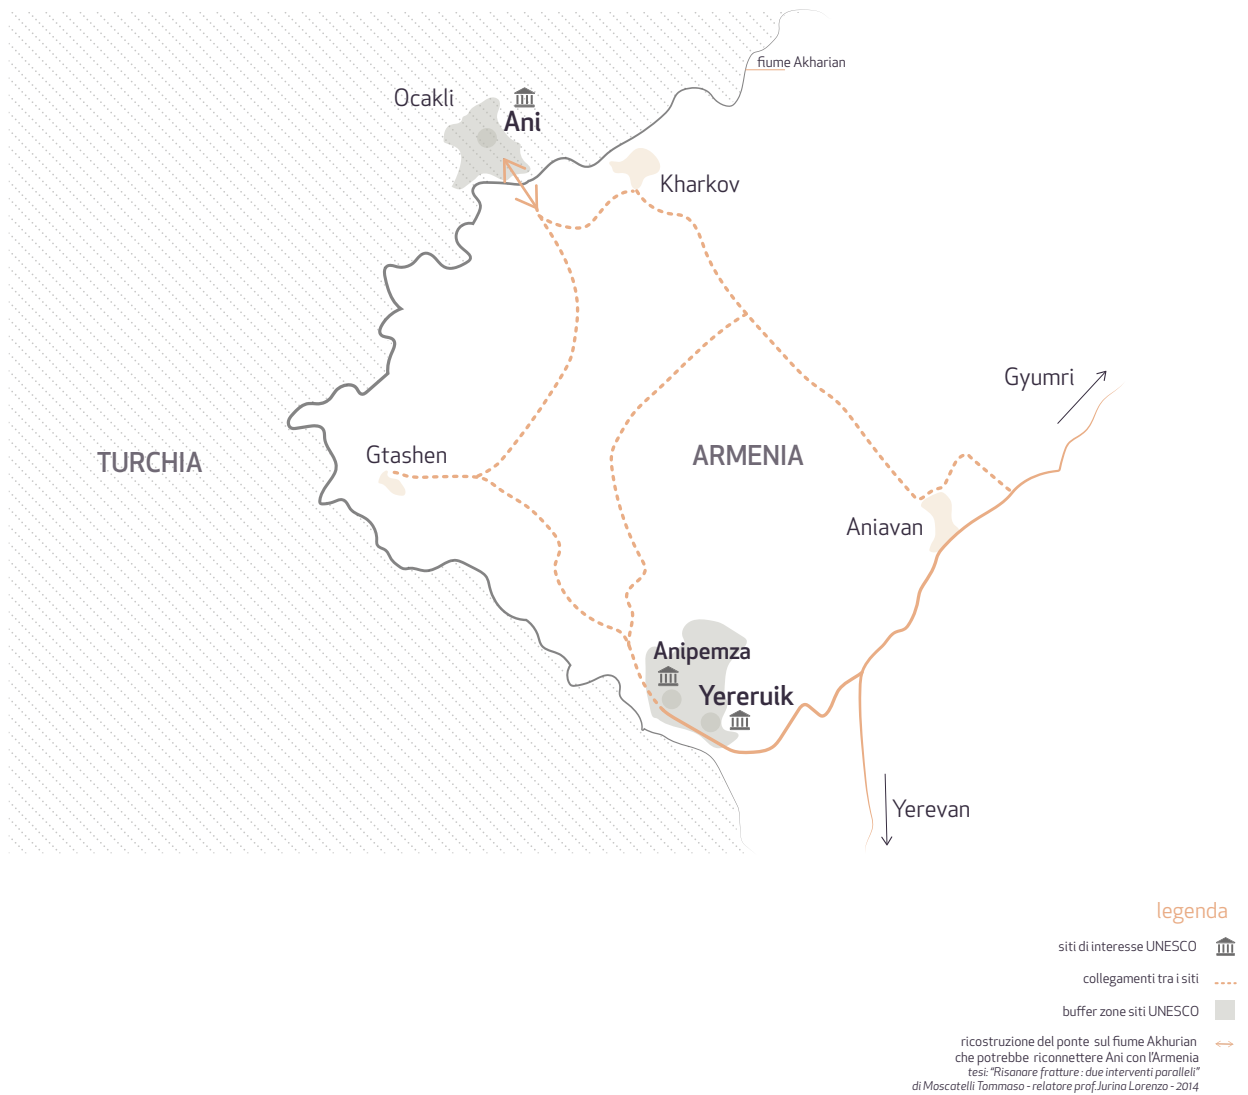 fiume Akharian
Ocakli
Ani
Kharkov
Gyumri
TURCHIA
Gtashen
ARMENIA
Aniavan
Anipemza
Yereruik
Yerevan
legenda
siti di interesse UNESCO
collegamenti tra i siti
buffer zone siti UNESCO
ricostruzione del ponte sul fiume Akhurian
che potrebbe riconnettere Ani con l'Armenia
tesi: "Risanare fratture : due interventi paralleli"
di Moscatelli Tommaso - relatore prof.Jurina Lorenzo - 2014